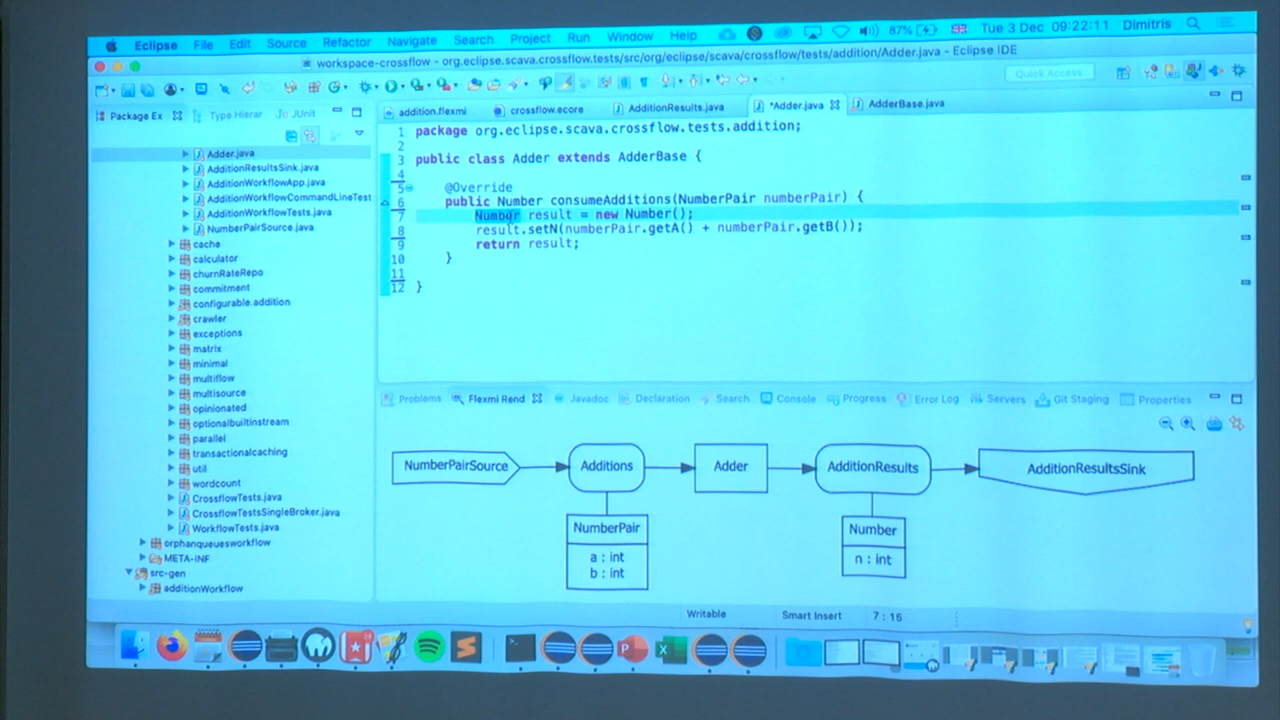 Eclipse File Edit Source Refactor Navigate Search Project Run Window Help 87% Tue 3 Dec 09:22:11 Dimitris
workspace-crossflow - org.eclipse.scava.crossflow.tests/src/org/eclipse/scava/crossflow/tests/addition/Adder.java - Eclipse IDE
Quick Access
Package Ex Type Hierar JUnit
addition.flexmi crossflow.ecore AdditionResults.java *Adder.java AdderBase.java
Adder.java
AdditionResultsSink.java
AdditionWorkflowApp.java
AdditionWorkflowCommandLineTest
AdditionWorkflowTests.java
NumberPairSource.java
cache
calculator
churnRateRepo
commitment
configurable.addition
crawler
exceptions
matrix
minimal
multiflow
multisource
opinionated
optionalbuiltinstream
parallel
transactionalcaching
util
wordcount
CrossflowTests.java
CrossflowTestsSingleBroker.java
WorkflowTests.java
orphanqueuesworkflow
META-INF
src-gen
additionWorkflow
1 package org.eclipse.scava.crossflow.tests.addition;
2
3 public class Adder extends AdderBase {
4
5 @Override
6 public Number consumeAdditions(NumberPair numberPair) {
7 Number result = new Number();
8 result.setN(numberPair.getA() + numberPair.getB());
9 return result;
10 }
11
12 }
Problems Flexmi Rend Javadoc Declaration Search Console Progress Error Log Servers Git Staging Properties
NumberPairSource Additions Adder AdditionResults AdditionResultsSink
NumberPair
a : int
b : int
Number
n : int
Writable Smart Insert 7 : 16